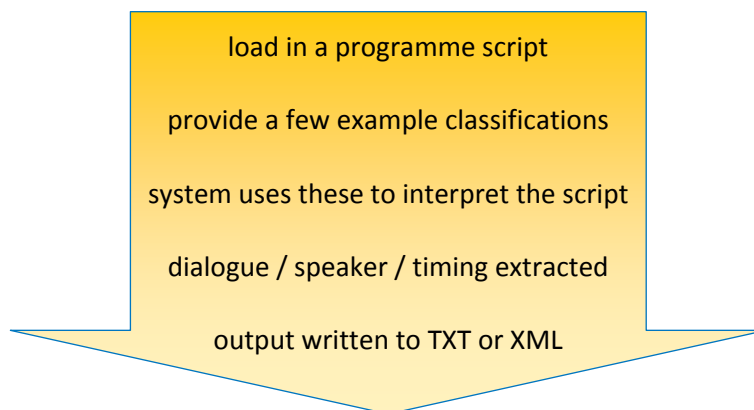 load in a programme script
provide a few example classifications
system uses these to interpret the script
dialogue / speaker / timing extracted
output written to TXT or XML